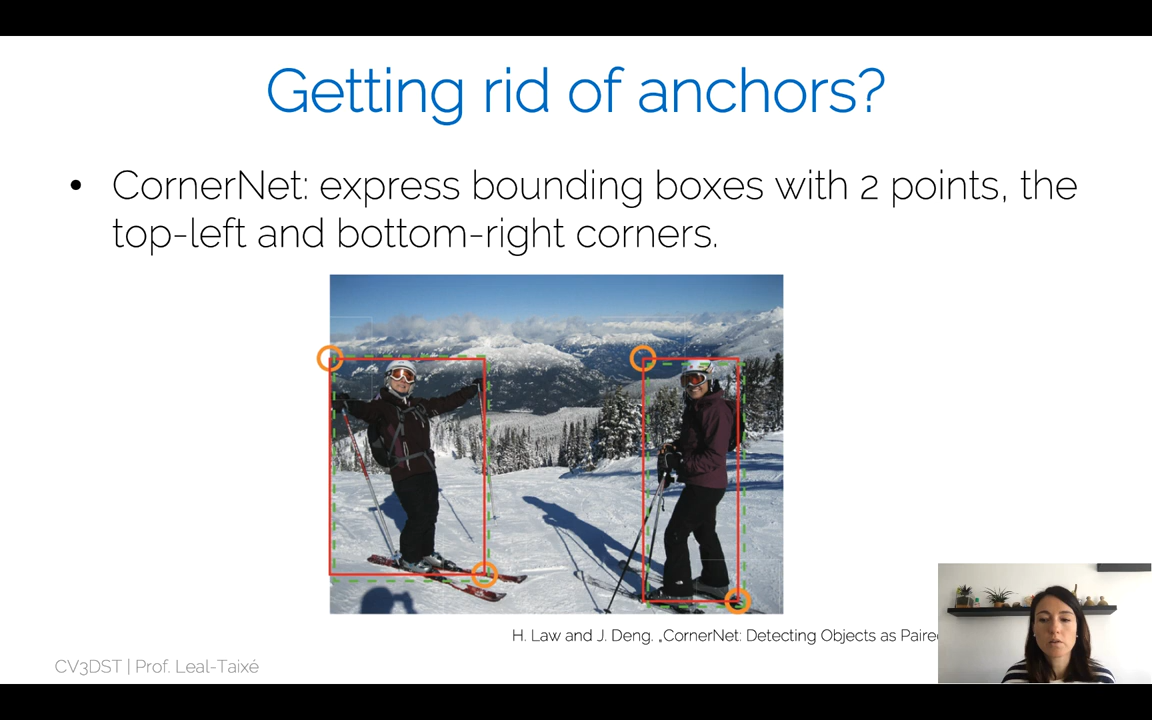 Getting rid of anchors?
• CornerNet: express bounding boxes with 2 points, the
top-left and bottom-right corners.
H. Law and J. Deng. „CornerNet: Detecting Objects as Paired
CV3DST | Prof. Leal-Taixé